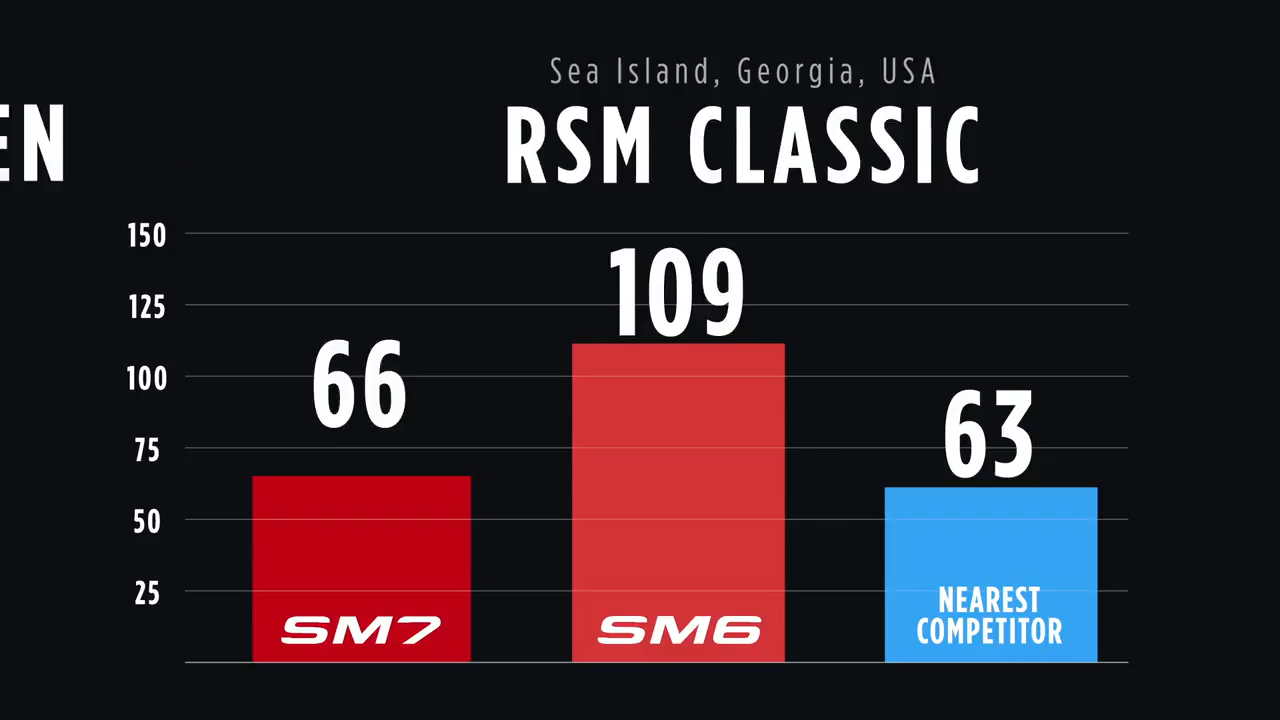 Sea Island, Georgia, USA
EN
RSM CLASSIC
150
125
100
75
50
25
66
109
63
SM7
SM6
NEAREST
COMPETITOR